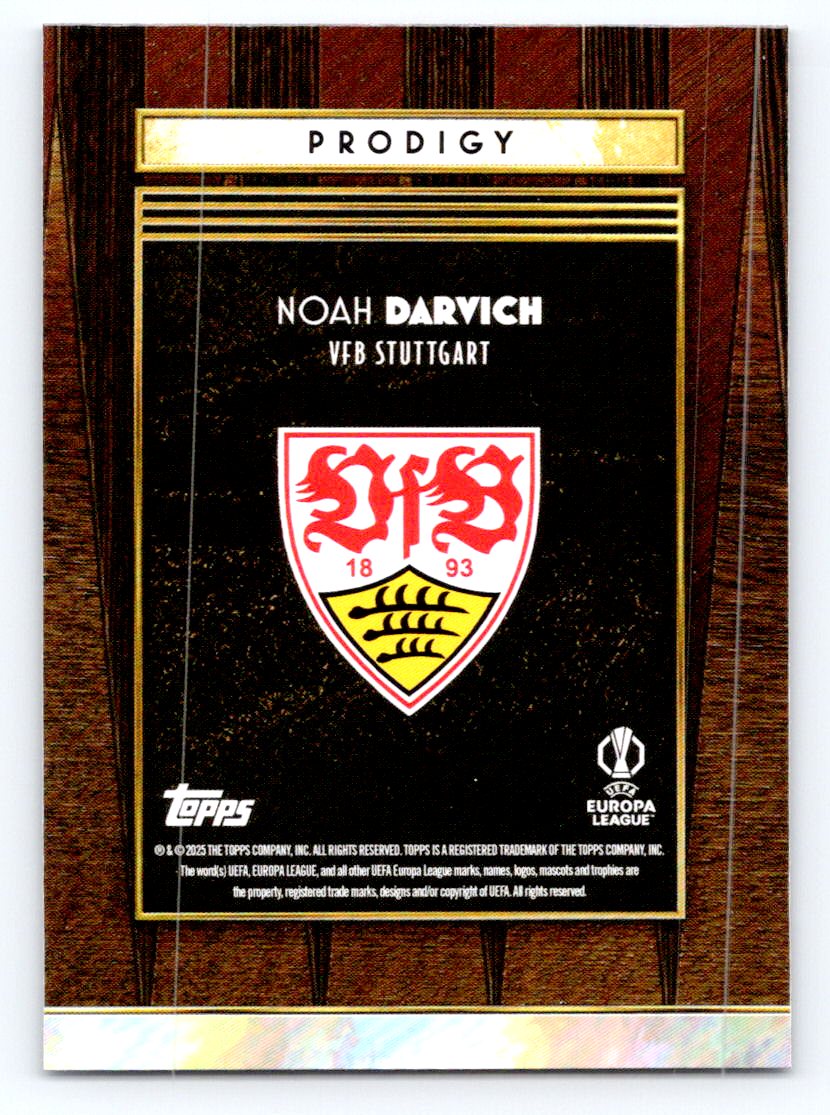 PRODIGY
NOAH DARVICH
VFB STUTTGART
VfB
18 93
Topps
UEFA
EUROPA
LEAGUE™
® & © 2025 THE TOPPS COMPANY, INC. ALL RIGHTS RESERVED. TOPPS IS A REGISTERED TRADEMARK OF THE TOPPS COMPANY, INC.
The word(s) UEFA, EUROPA LEAGUE, and all other UEFA Europa League marks, names, logos, mascots and trophies are
the property, registered trade marks, designs and/or copyright of UEFA. All rights reserved.